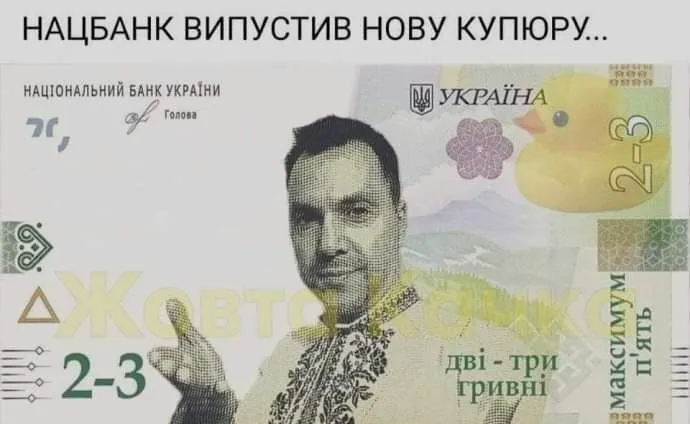 НАЦБАНК ВИПУСТИВ НОВУ КУПЮРУ...
НАЦІОНАЛЬНИЙ БАНК УКРАЇНИ
Голова
УКРАЇНА
2-3
Жовта Качка
2-3
дві - три
гривні
максимум
п'ять